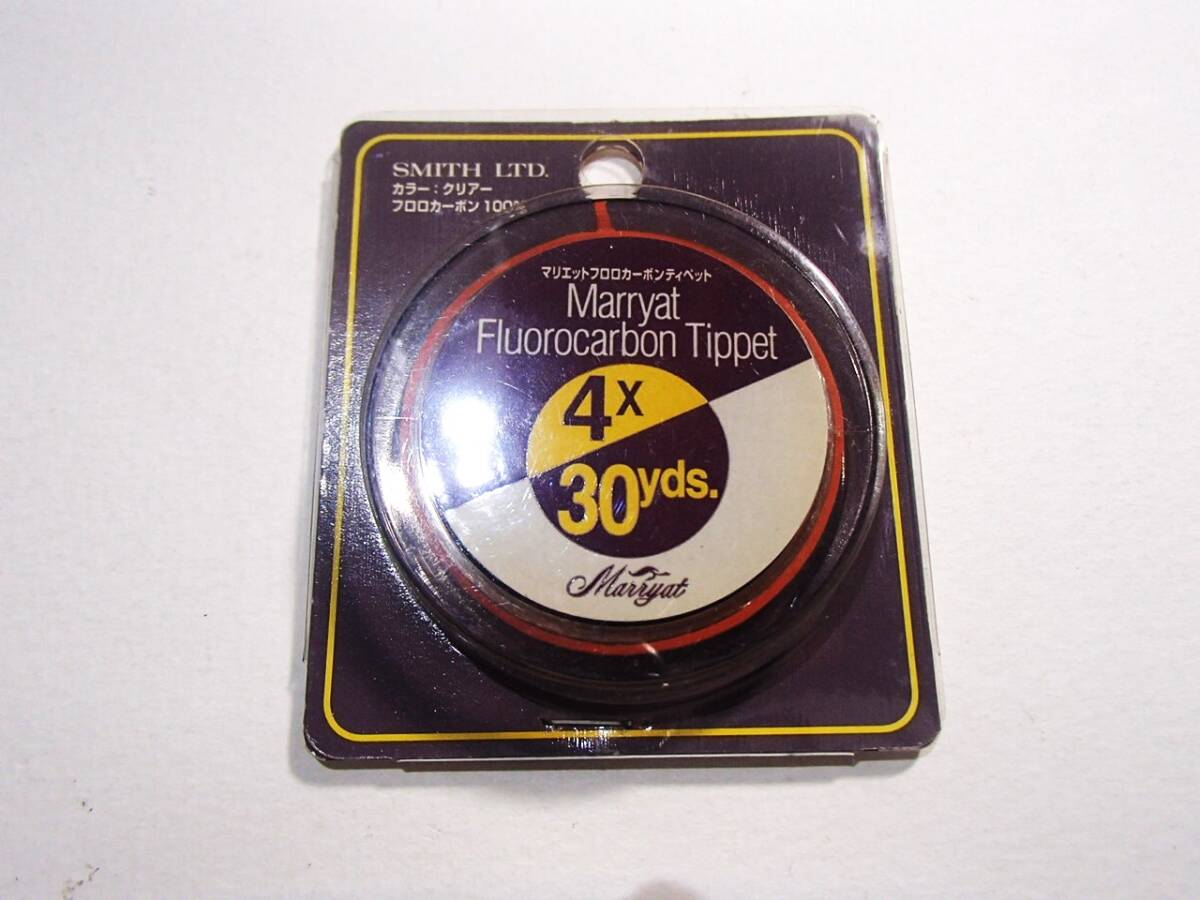 SMITH LTD.
カラー：クリアー
フロロカーボン 100%
マリエットフロロカーボンティペット
Marryat
Fluorocarbon Tippet
4X
30yds.
Marryat